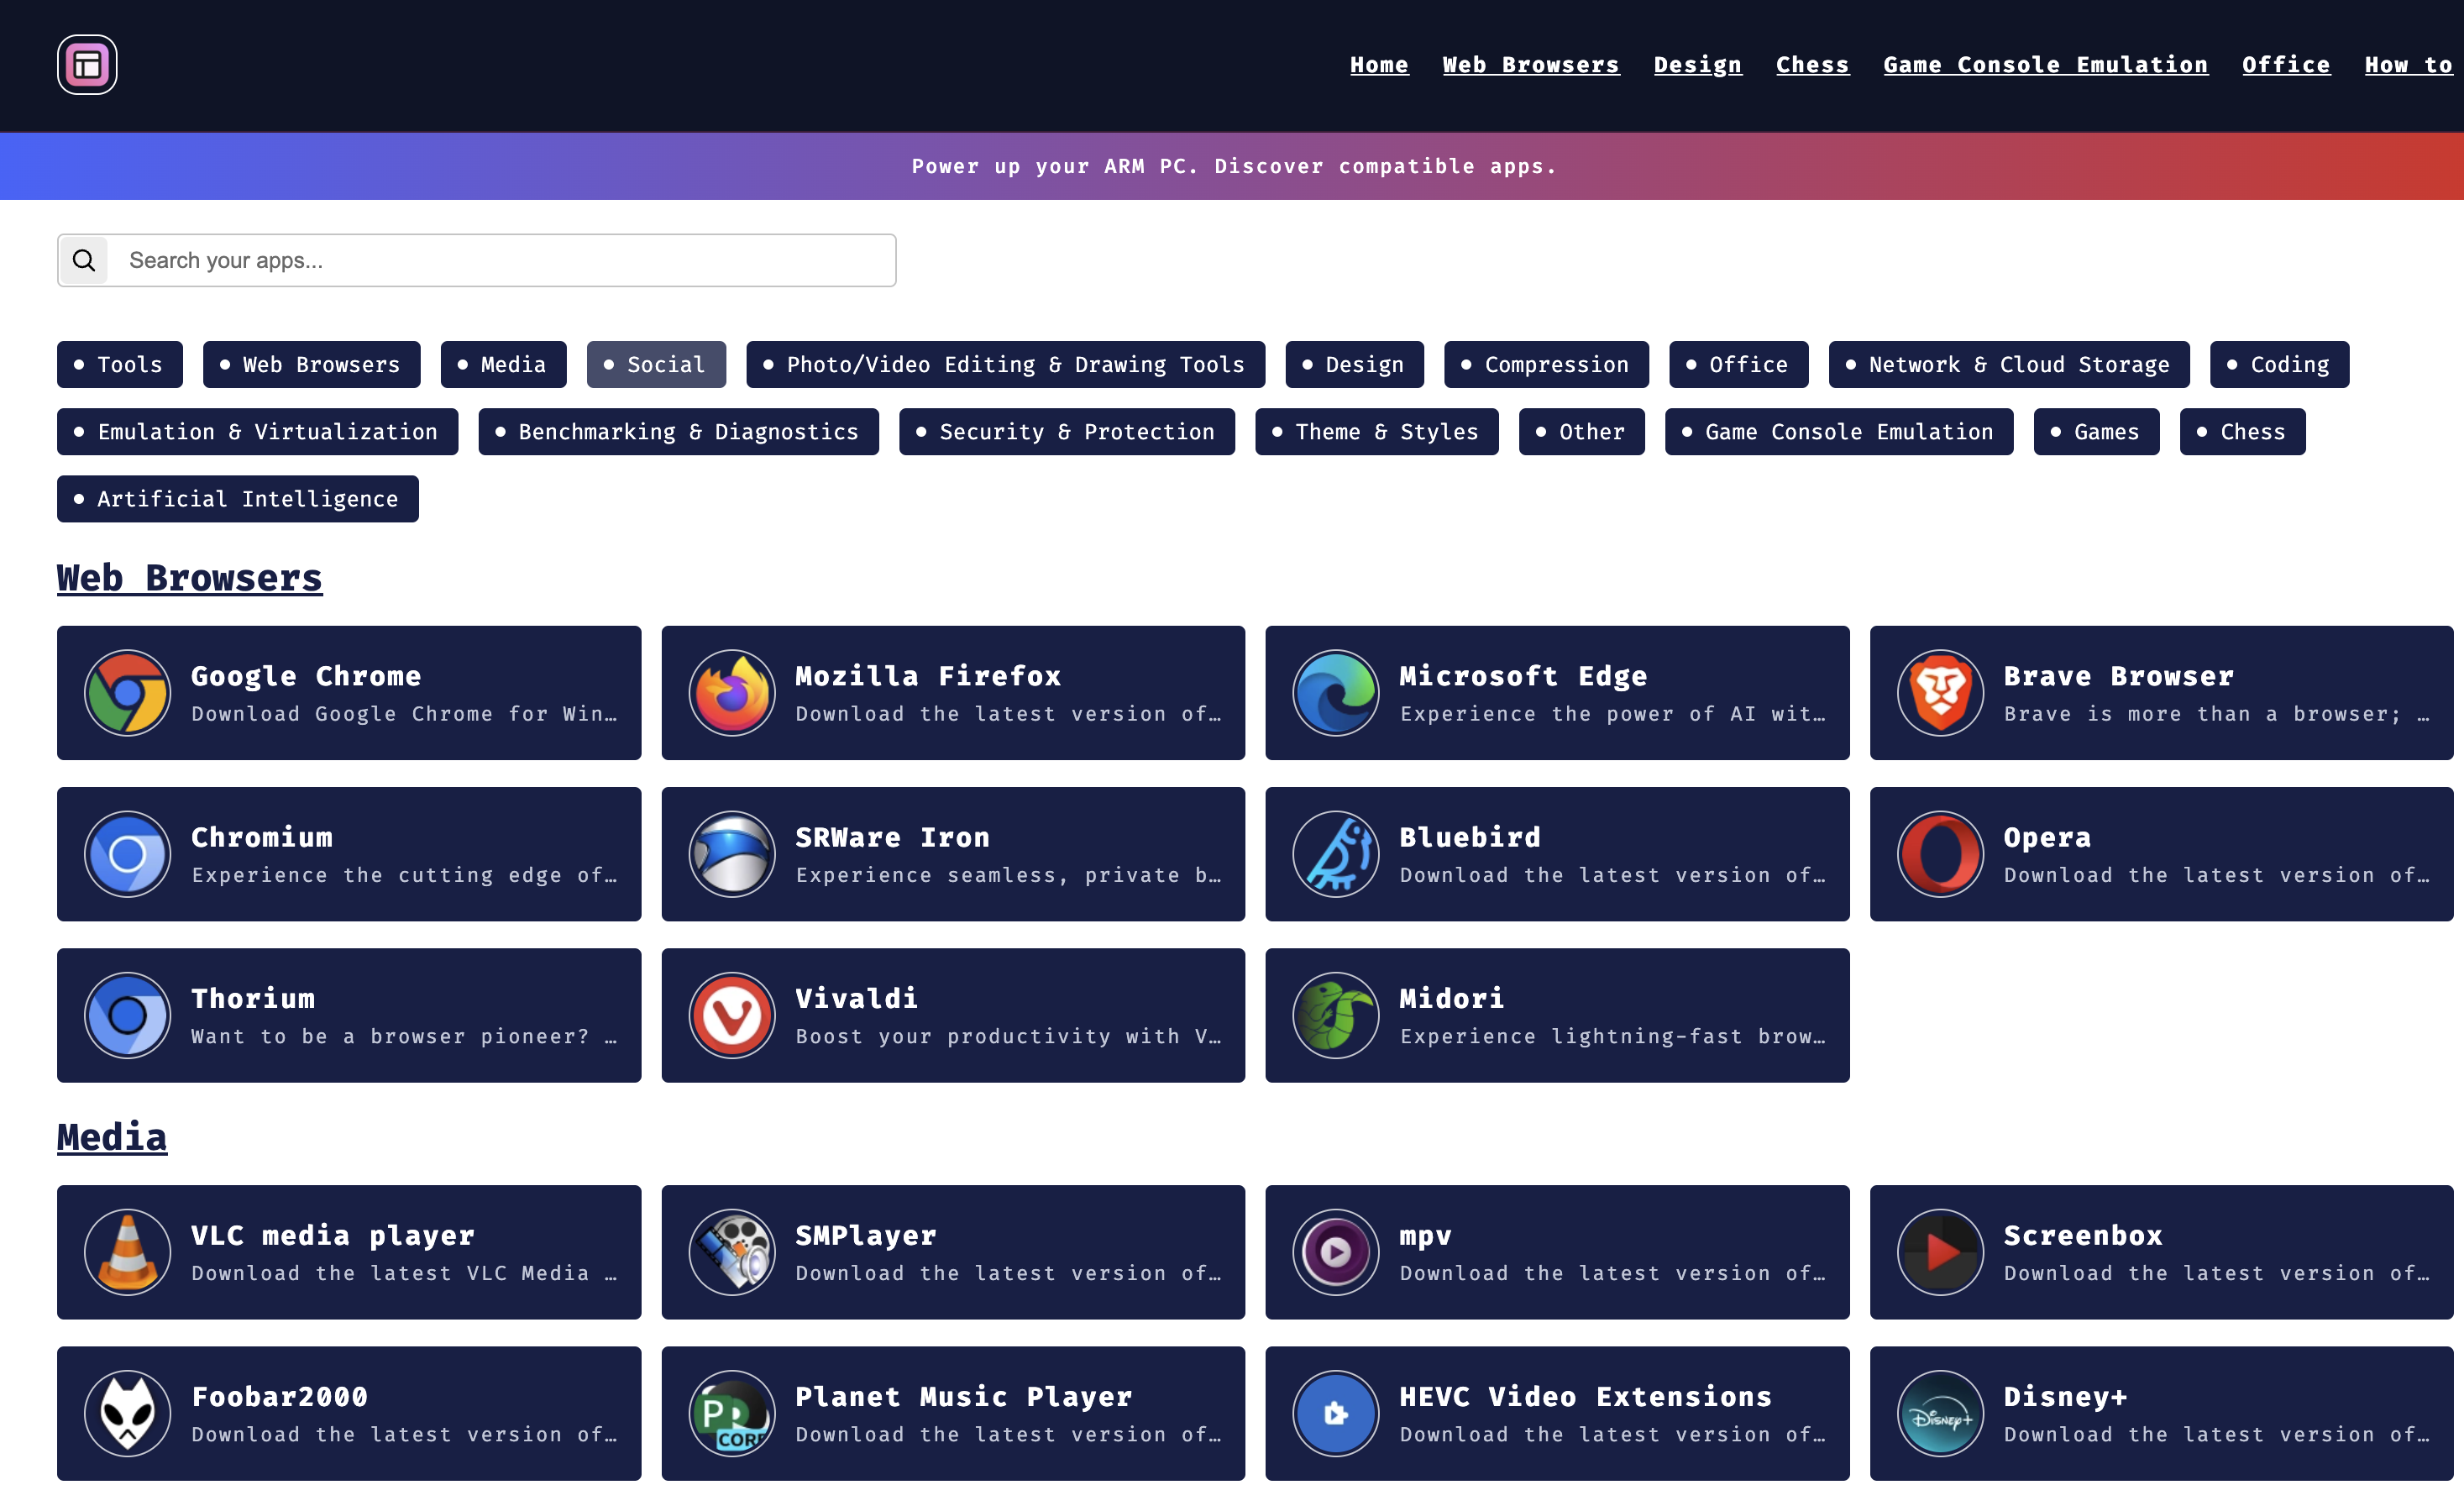 Home Web Browsers Design Chess Game Console Emulation Office How to
Power up your ARM PC. Discover compatible apps.
Search your apps...
Tools Web Browsers Media Social Photo/Video Editing & Drawing Tools Design Compression Office Network & Cloud Storage Coding
Emulation & Virtualization Benchmarking & Diagnostics Security & Protection Theme & Styles Other Game Console Emulation Games Chess
Artificial Intelligence
Web Browsers
Google Chrome
Download Google Chrome for Win…
Mozilla Firefox
Download the latest version of…
Microsoft Edge
Experience the power of AI wit…
Brave Browser
Brave is more than a browser; …
Chromium
Experience the cutting edge of…
SRWare Iron
Experience seamless, private b…
Bluebird
Download the latest version of…
Opera
Download the latest version of…
Thorium
Want to be a browser pioneer? …
Vivaldi
Boost your productivity with V…
Midori
Experience lightning-fast brow…
Media
VLC media player
Download the latest VLC Media …
SMPlayer
Download the latest version of…
mpv
Download the latest version of…
Screenbox
Download the latest version of…
Foobar2000
Download the latest version of…
Planet Music Player
Download the latest version of…
HEVC Video Extensions
Download the latest version of…
Disney+
Download the latest version of…
P
CORE
Disney+